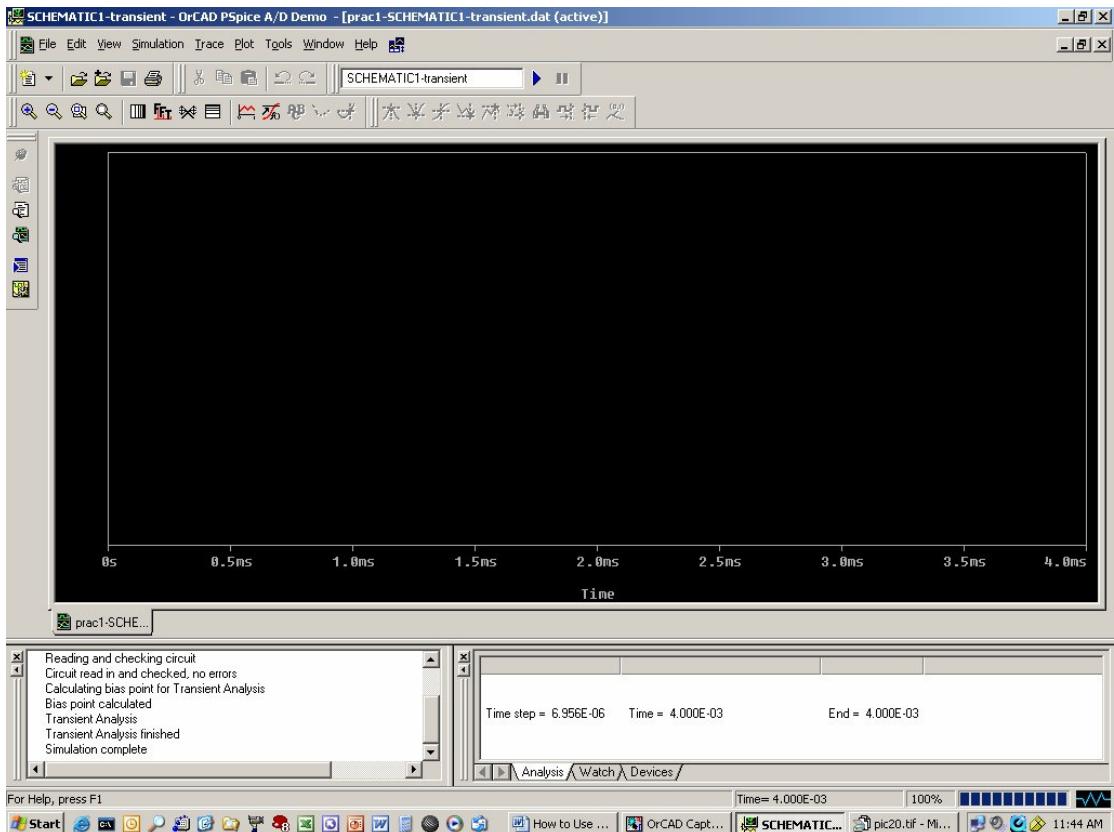 SCHEMATIC1-transient - OrCAD PSpice A/D Demo - [prac1-SCHEMATIC1-transient.dat (active)]
File Edit View Simulation Trace Plot Tools Window Help
SCHEMATIC1-transient
0s 0.5ms 1.0ms 1.5ms 2.0ms 2.5ms 3.0ms 3.5ms 4.0ms
Time
prac1-SCHE...
Reading and checking circuit
Circuit read in and checked, no errors
Calculating bias point for Transient Analysis
Bias point calculated
Transient Analysis
Transient Analysis finished
Simulation complete
Time step = 6.956E-06 Time = 4.000E-03 End = 4.000E-03
Analysis Watch Devices
For Help, press F1 Time= 4.000E-03 100%
Start How to Use ... OrCAD Capt... SCHEMATIC... pic20.tif - Mi... 11:44 AM